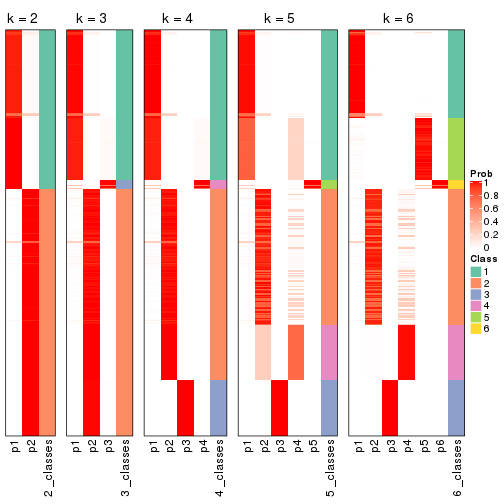 k = 2
k = 3
k = 4
k = 5
k = 6
Prob
1
0.8
0.6
0.4
0.2
0
Class
1
2
3
4
5
6
p1
p2
2_classes
p1
p2
p3
3_classes
p1
p2
p3
p4
4_classes
p1
p2
p3
p4
p5
5_classes
p1
p2
p3
p4
p5
p6
6_classes